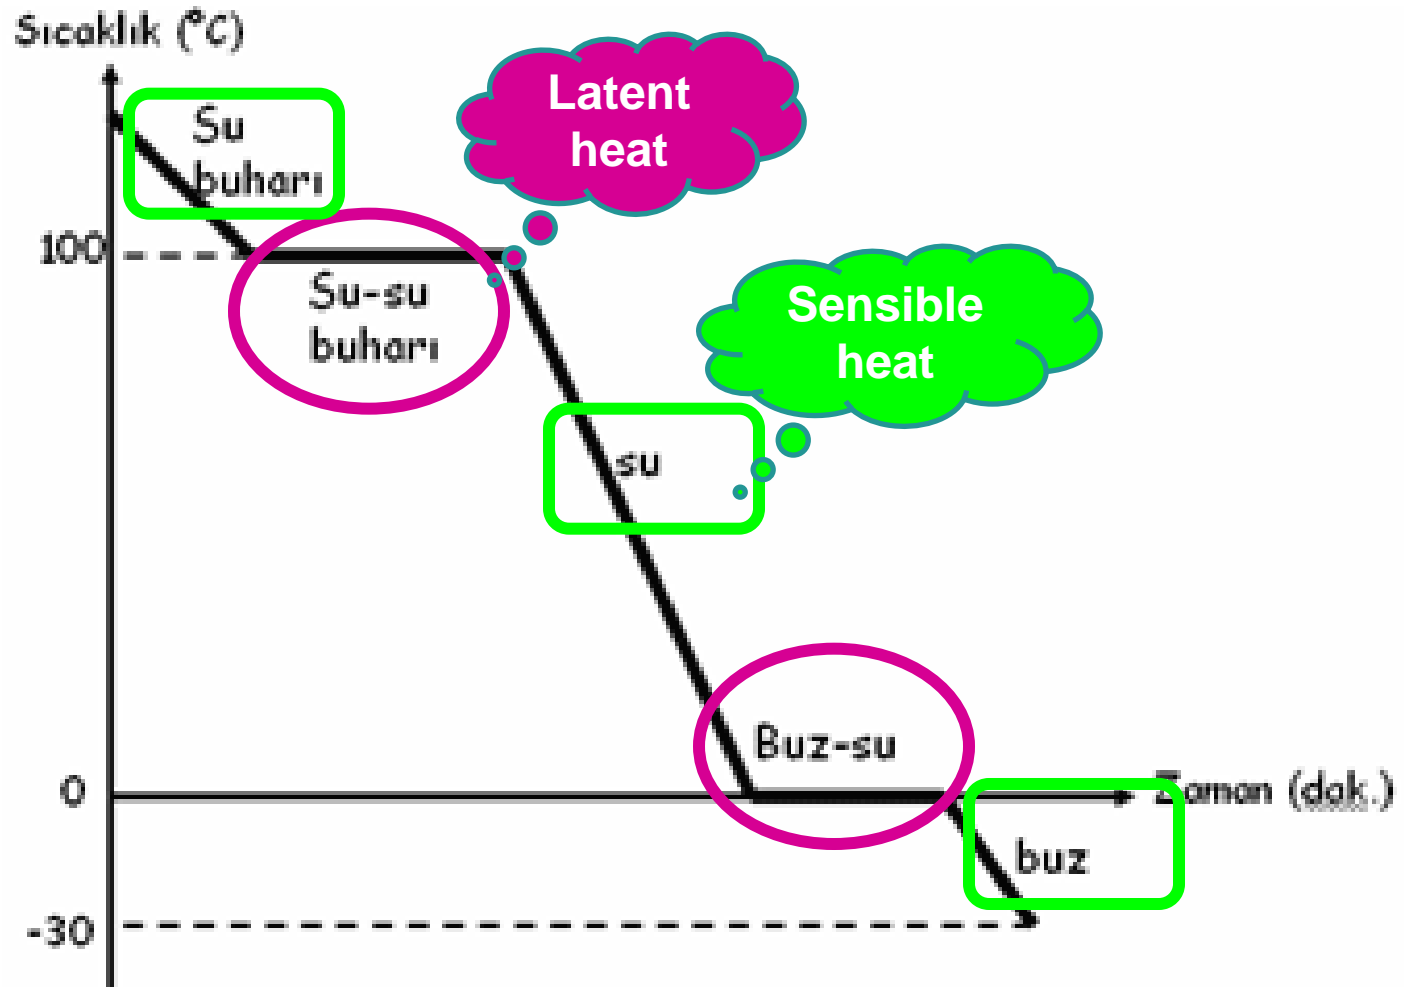 Sıcaklık (°C)
Su
buharı
Latent
heat
100
Su-su
buharı
Sensible
heat
su
Buz-su
0
Zaman (dak.)
buz
-30